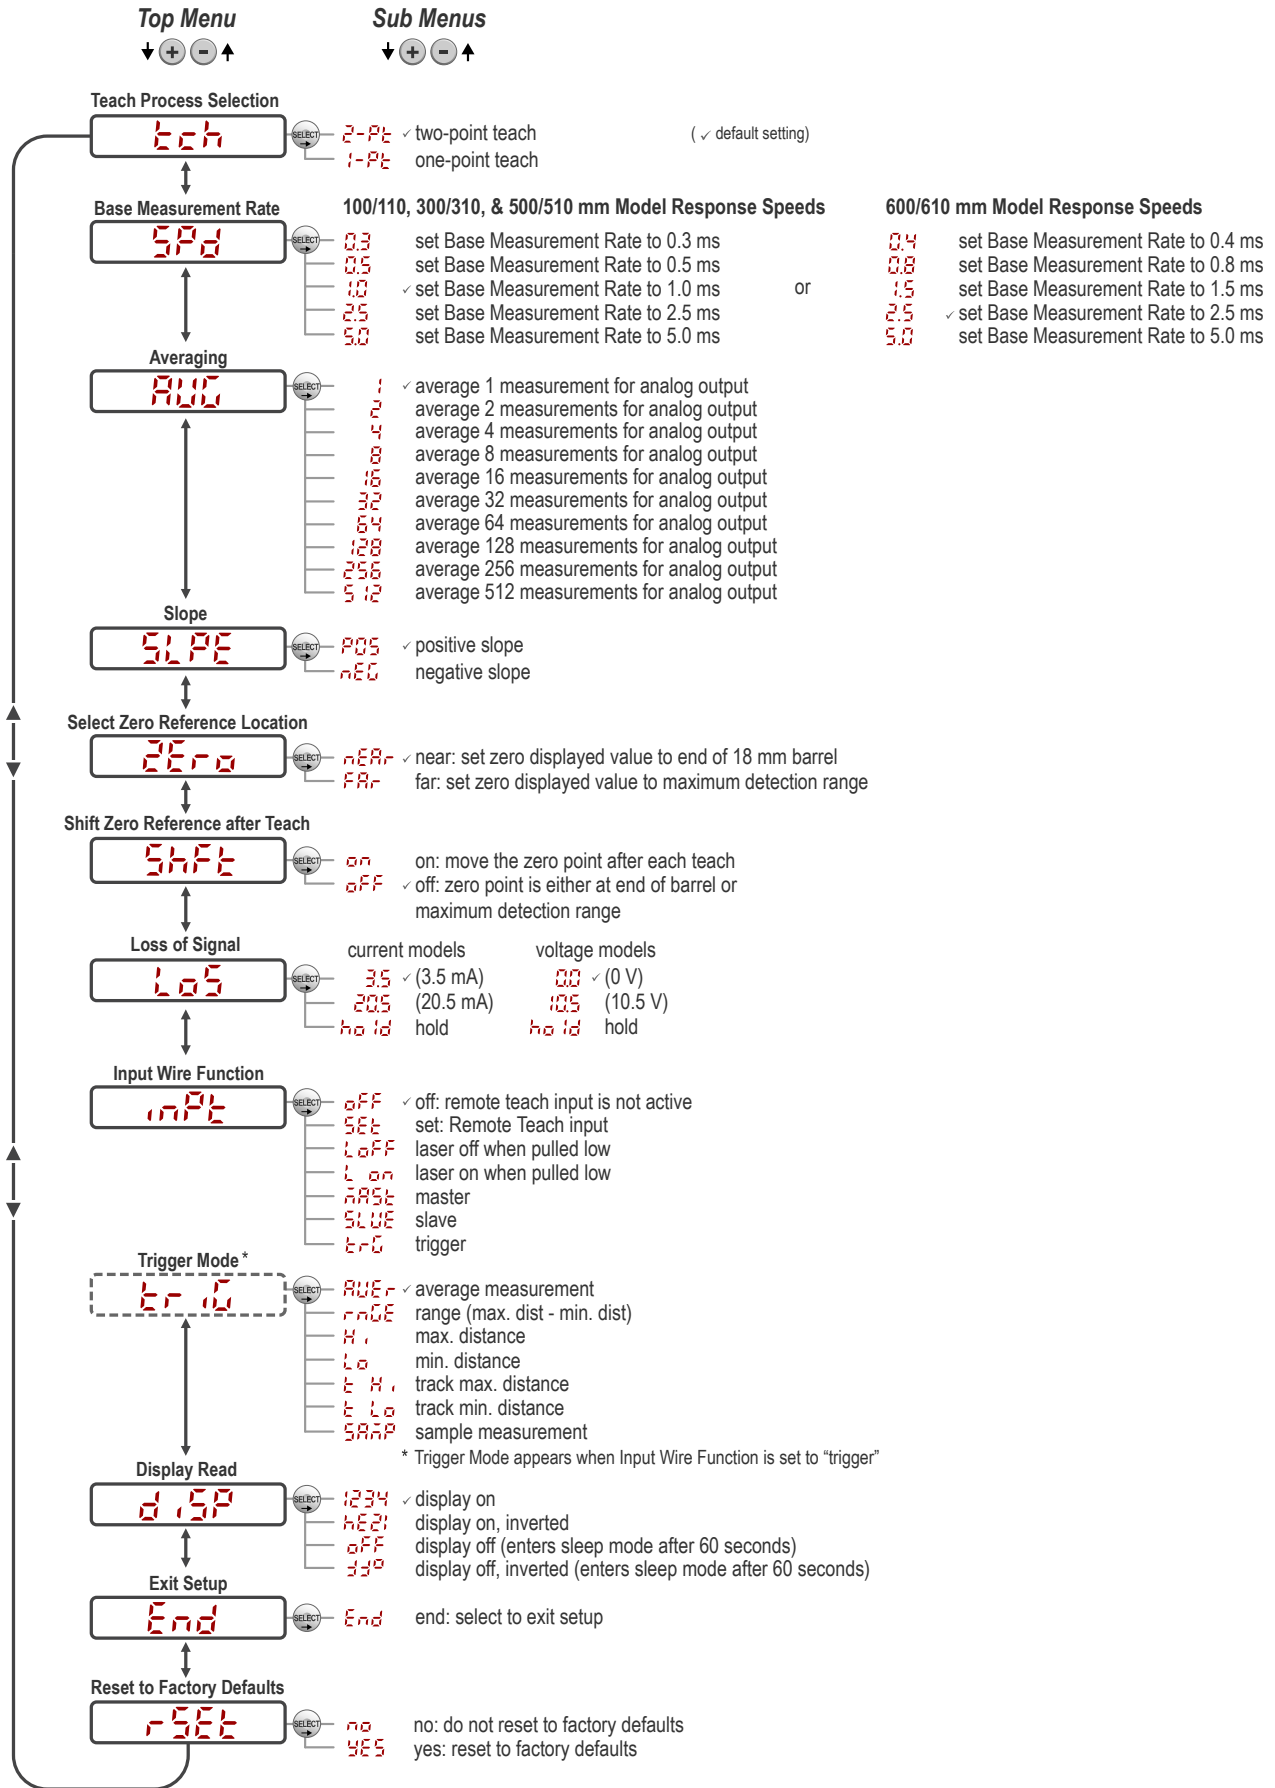 Top Menu Sub Menus
+ - + -
Teach Process Selection
tch SELECT 2-Pt ✓ two-point teach ( ✓ default setting)
1-Pt one-point teach
Base Measurement Rate 100/110, 300/310, & 500/510 mm Model Response Speeds 600/610 mm Model Response Speeds
SPd SELECT 0.3 set Base Measurement Rate to 0.3 ms 0.4 set Base Measurement Rate to 0.4 ms
0.5 set Base Measurement Rate to 0.5 ms 0.8 set Base Measurement Rate to 0.8 ms
1.0 ✓ set Base Measurement Rate to 1.0 ms or 1.5 set Base Measurement Rate to 1.5 ms
2.5 set Base Measurement Rate to 2.5 ms 2.5 ✓ set Base Measurement Rate to 2.5 ms
5.0 set Base Measurement Rate to 5.0 ms 5.0 set Base Measurement Rate to 5.0 ms
Averaging
AVG SELECT 1 ✓ average 1 measurement for analog output
2 average 2 measurements for analog output
4 average 4 measurements for analog output
8 average 8 measurements for analog output
16 average 16 measurements for analog output
32 average 32 measurements for analog output
64 average 64 measurements for analog output
128 average 128 measurements for analog output
256 average 256 measurements for analog output
512 average 512 measurements for analog output
Slope
SLPE SELECT POS ✓ positive slope
nEG negative slope
Select Zero Reference Location
ZEro SELECT nEAr ✓ near: set zero displayed value to end of 18 mm barrel
FAr far: set zero displayed value to maximum detection range
Shift Zero Reference after Teach
ShFt SELECT on on: move the zero point after each teach
oFF ✓ off: zero point is either at end of barrel or
maximum detection range
Loss of Signal current models voltage models
LoS SELECT 3.5 ✓ (3.5 mA) 0.0 ✓ (0 V)
20.5 (20.5 mA) 10.5 (10.5 V)
hold hold hold hold
Input Wire Function
inPt SELECT oFF ✓ off: remote teach input is not active
SEt set: Remote Teach input
LoFF laser off when pulled low
L on laser on when pulled low
mASt master
SLVE slave
trG trigger
Trigger Mode *
triG SELECT AVEr ✓ average measurement
rnGE range (max. dist - min. dist)
Hi max. distance
Lo min. distance
t Hi track max. distance
t Lo track min. distance
SAmP sample measurement
* Trigger Mode appears when Input Wire Function is set to “trigger”
Display Read
diSP SELECT 1234 ✓ display on
hEZ1 display on, inverted
oFF display off (enters sleep mode after 60 seconds)
display off, inverted (enters sleep mode after 60 seconds)
Exit Setup
End SELECT End end: select to exit setup
Reset to Factory Defaults
rSEt SELECT no no: do not reset to factory defaults
YES yes: reset to factory defaults